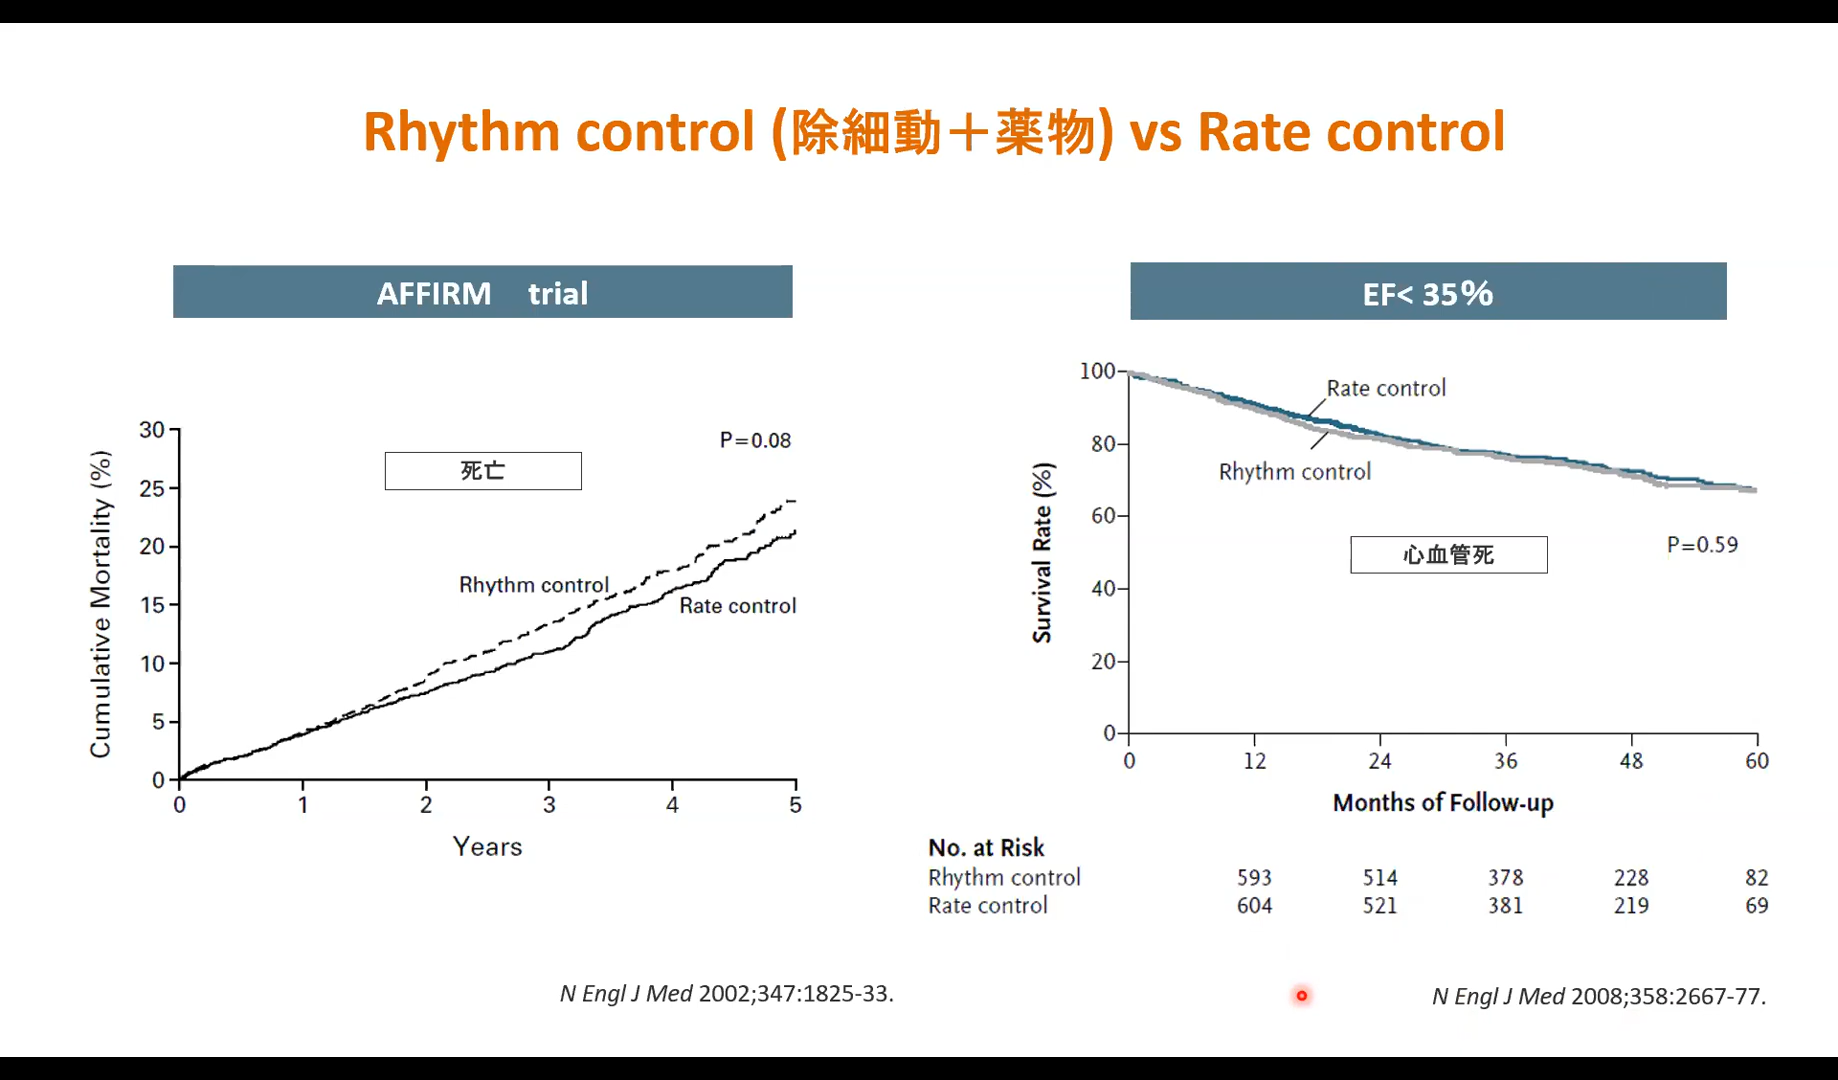 Rhythm control (除細動＋薬物) vs Rate control
AFFIRM trial
死亡
P=0.08
Cumulative Mortality (%)
30
25
20
15
10
5
0
Rhythm control
Rate control
0 1 2 3 4 5
Years
N Engl J Med 2002;347:1825-33.
EF< 35%
Survival Rate (%)
100
80
60
40
20
0
Rate control
Rhythm control
心血管死
P=0.59
0 12 24 36 48 60
Months of Follow-up
No. at Risk
Rhythm control 593 514 378 228 82
Rate control 604 521 381 219 69
N Engl J Med 2008;358:2667-77.